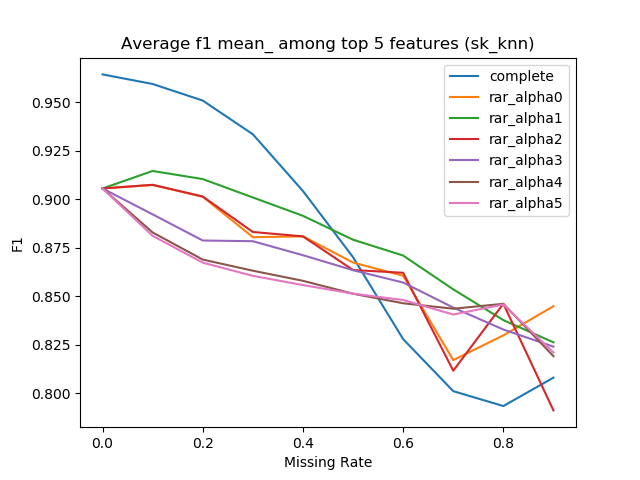 Average f1 mean_ among top 5 features (sk_knn)
complete
rar_alpha0
rar_alpha1
rar_alpha2
rar_alpha3
rar_alpha4
rar_alpha5
F1
0.950
0.925
0.900
0.875
0.850
0.825
0.800
0.0 0.2 0.4 0.6 0.8
Missing Rate